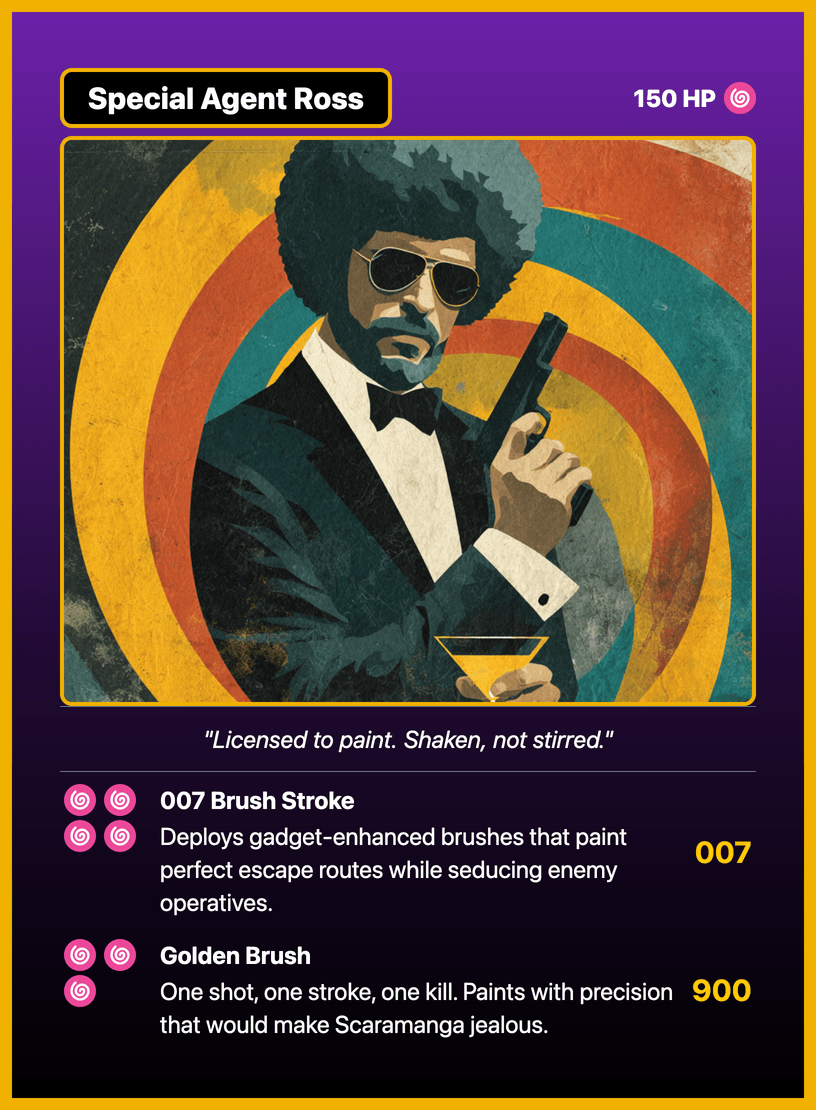 Special Agent Ross
150 HP
"Licensed to paint. Shaken, not stirred."
007 Brush Stroke
Deploys gadget-enhanced brushes that paint
perfect escape routes while seducing enemy
operatives.
007
Golden Brush
One shot, one stroke, one kill. Paints with precision
that would make Scaramanga jealous.
900